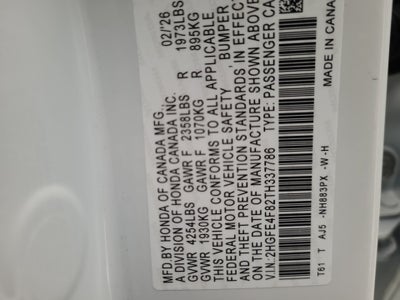 MFD.BY HONDA OF CANADA MFG. 02/'26
A DIVISION OF HONDA CANADA INC.
GVWR 4254LBS GAWR F 2358LBS R 1973LBS
GVWR 1930KG GAWR F 1070KG R 895KG
THIS VEHICLE CONFORMS TO ALL APPLICABLE
FEDERAL MOTOR VEHICLE SAFETY, BUMPER
THEFT PREVENTION STANDARDS IN EFFECT
ON THE DATE OF MANUFACTURE SHOWN ABOVE
V.I.N:2HGFE4F82TH337786 TYPE:PASSENGER CA
T61 T AJ5 -NH883PX -W-H MADE IN CANA